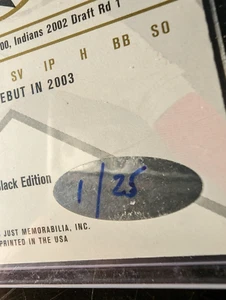 00, Indians 2002 Draft Rd 1
SV IP H BB SO
EBUT IN 2003
lack Edition
1/25
JUST MEMORABILIA, INC.
PRINTED IN THE USA